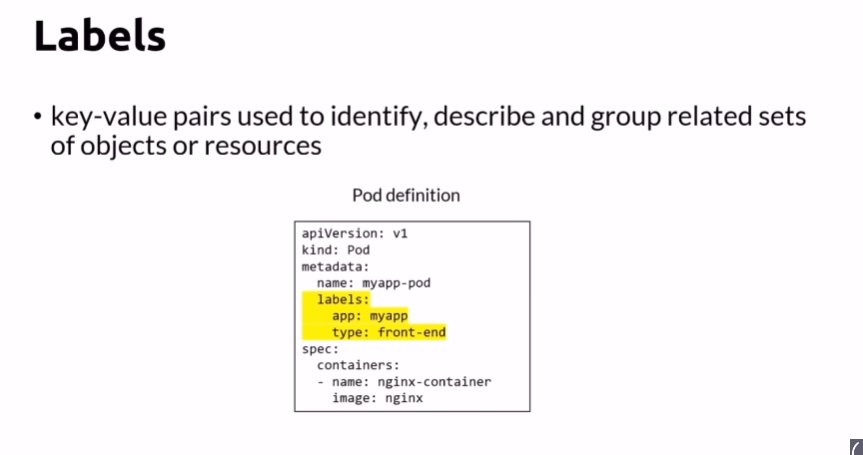 Labels
• key-value pairs used to identify, describe and group related sets
of objects or resources
Pod definition
apiVersion: v1
kind: Pod
metadata:
  name: myapp-pod
  labels:
    app: myapp
    type: front-end
spec:
  containers:
  - name: nginx-container
    image: nginx